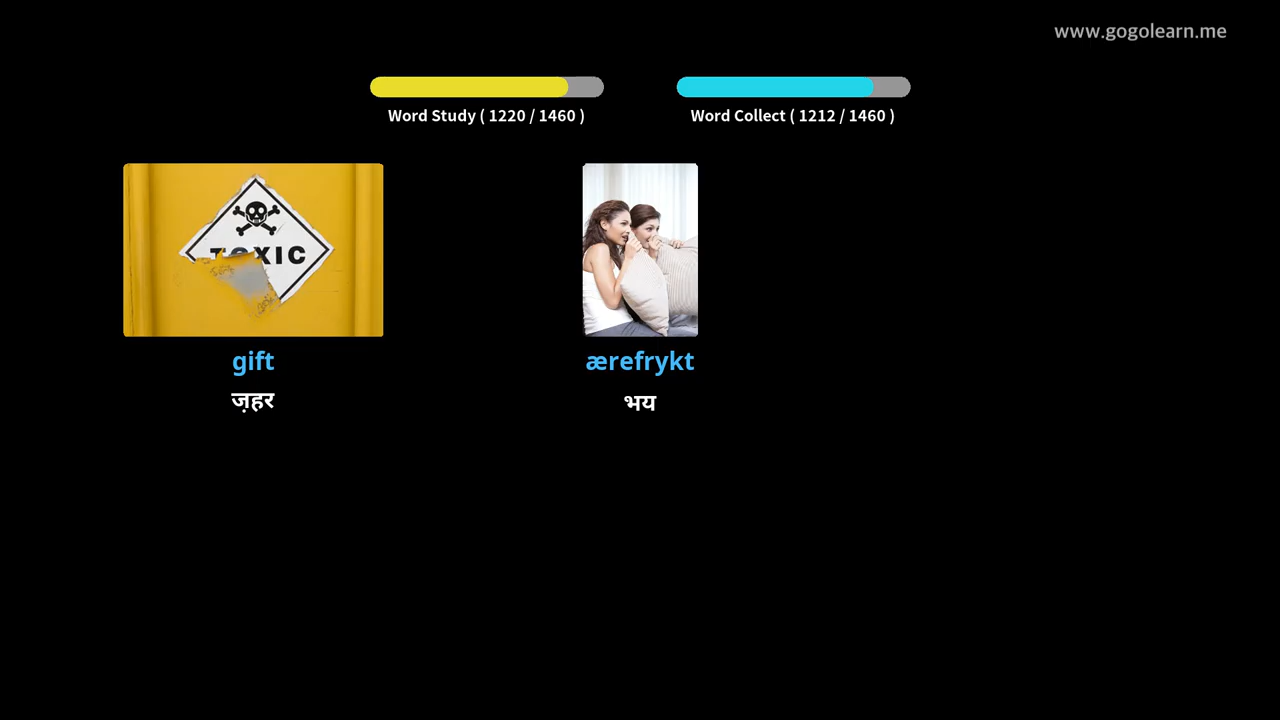 www.gogolearn.me
Word Study ( 1220 / 1460 )
Word Collect ( 1212 / 1460 )
TOXIC
gift
ज़हर
ærefrykt
भय